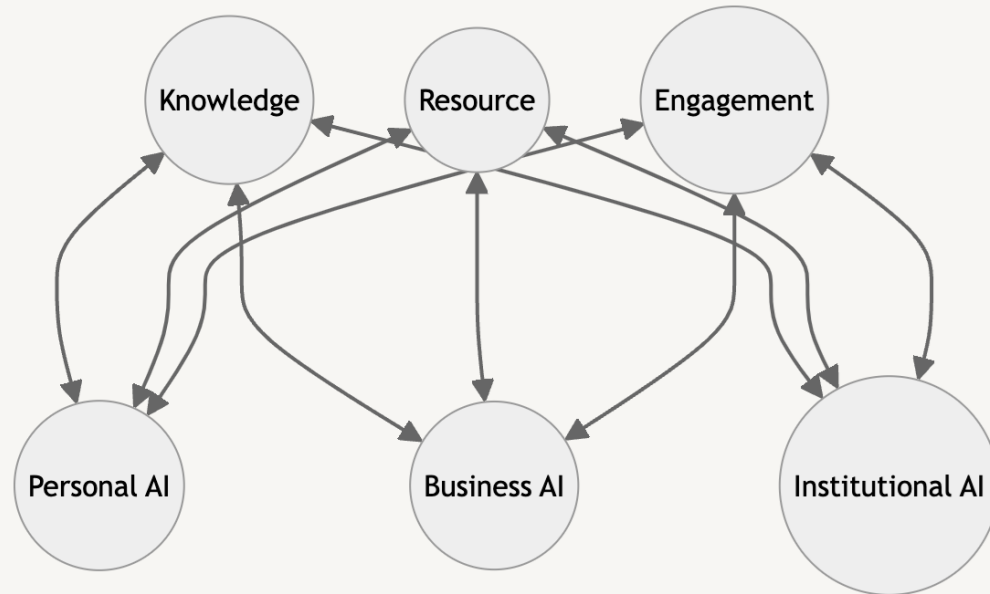 Knowledge
Resource
Engagement
Personal AI
Business AI
Institutional AI